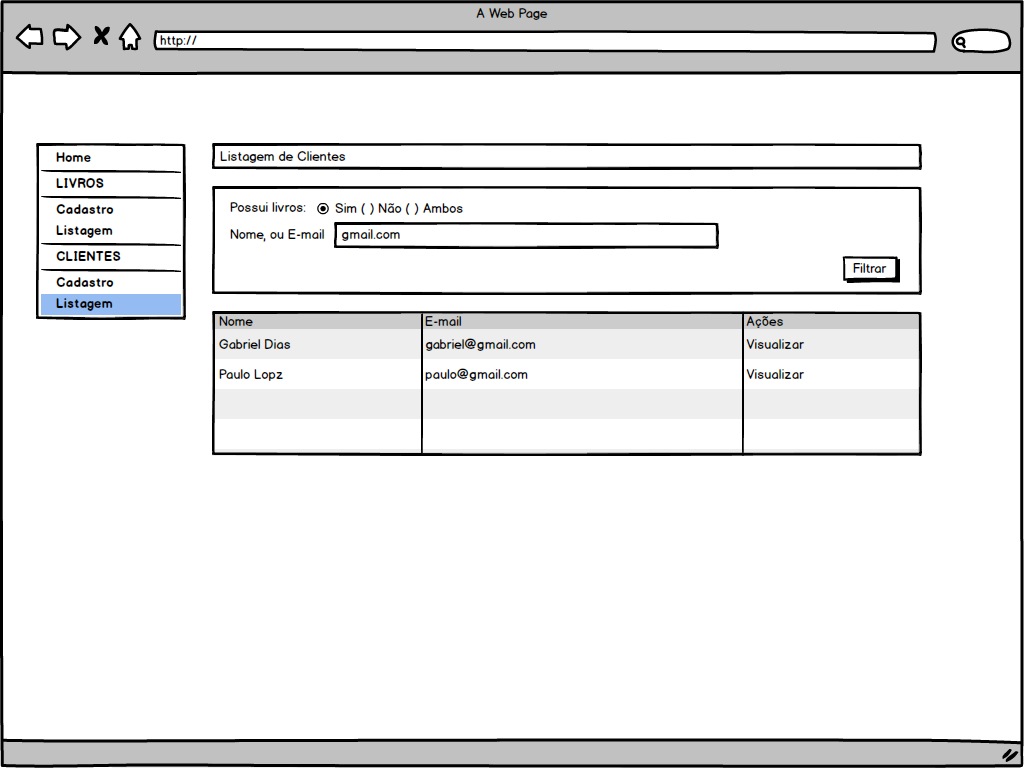 A Web Page
http://
Home
LIVROS
Cadastro
Listagem
CLIENTES
Cadastro
Listagem
Listagem de Clientes
Possui livros: Sim ( ) Não ( ) Ambos
Nome, ou E-mail gmail.com
Filtrar
Nome E-mail Ações
Gabriel Dias gabriel@gmail.com Visualizar
Paulo Lopz paulo@gmail.com Visualizar